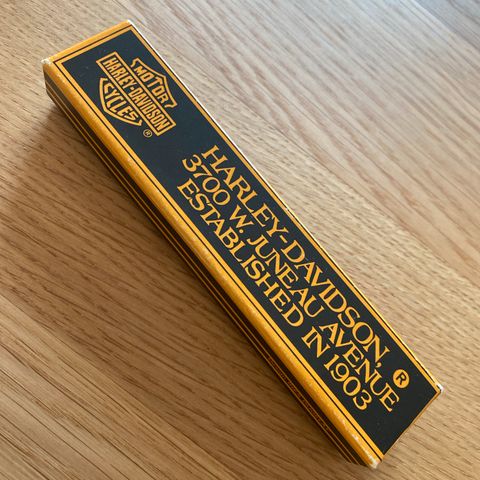 MOTOR
HARLEY-DAVIDSON
CYCLES
®
HARLEY-DAVIDSON, ®
3700 W. JUNEAU AVENUE
ESTABLISHED IN 1903